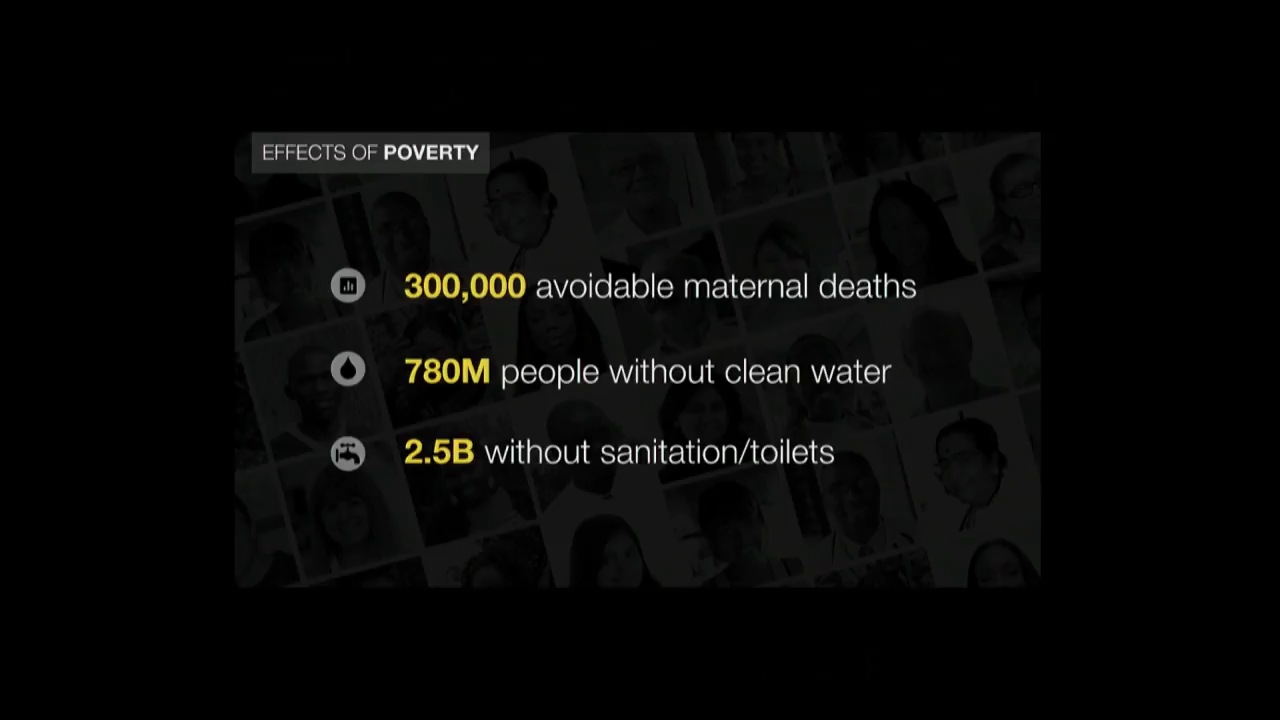 EFFECTS OF POVERTY
300,000 avoidable maternal deaths
780M people without clean water
2.5B without sanitation/toilets